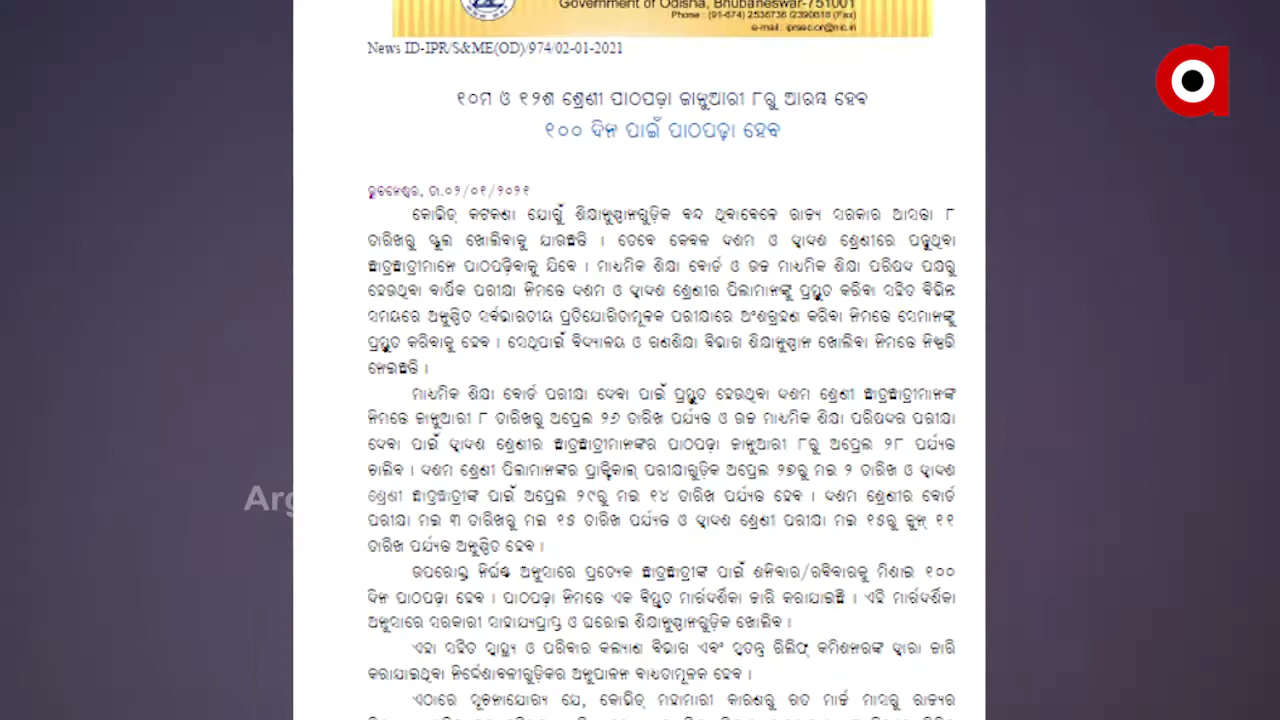 Government of Odisha, Bhubaneswar-751001
Phone : (91-674) 2536736 /2390818 (Fax)
e-mail : iprsec.or@nic.in
News ID-IPR/S&ME(OD)/974/02-01-2021
୧୦ମ ଓ ୧୨ଶ ଶ୍ରେଣୀ ପାଠପଢ଼ା ଜାନୁଆରୀ ୮ରୁ ଆରମ୍ଭ ହେବ
୧୦୦ ଦିନ ପାଇଁ ପାଠପଢ଼ା ହେବ
ଭୁବନେଶ୍ୱର, ତା.୦୨/୦୧/୨୦୨୧
କୋଭିଡ୍ କଟକଣା ଯୋଗୁଁ ଶିକ୍ଷାନୁଷ୍ଠାନଗୁଡ଼ିକ ବନ୍ଦ ଥିବାବେଳେ ରାଜ୍ୟ ସରକାର ଆସନ୍ତା ୮
ତାରିଖରୁ ସ୍କୁଲ ଖୋଲିବାକୁ ଯାଉଛନ୍ତି । ତେବେ କେବଳ ଦଶମ ଓ ଦ୍ୱାଦଶ ଶ୍ରେଣୀରେ ପଢୁଥିବା
ଛାତ୍ରଛାତ୍ରୀମାନେ ପାଠପଢ଼ିବାକୁ ଯିବେ । ମାଧ୍ୟମିକ ଶିକ୍ଷା ବୋର୍ଡ ଓ ଉଚ୍ଚ ମାଧ୍ୟମିକ ଶିକ୍ଷା ପରିଷଦ ପକ୍ଷରୁ
ହେଉଥିବା ବାର୍ଷିକ ପରୀକ୍ଷା ନିମନ୍ତେ ଦଶମ ଓ ଦ୍ୱାଦଶ ଶ୍ରେଣୀର ପିଲାମାନଙ୍କୁ ପ୍ରସ୍ତୁତ କରିବା ସହିତ ବିଭିନ୍ନ
ସମୟରେ ଅନୁଷ୍ଠିତ ସର୍ବଭାରତୀୟ ପ୍ରତିଯୋଗିତାମୂଳକ ପରୀକ୍ଷାରେ ଅଂଶଗ୍ରହଣ କରିବା ନିମନ୍ତେ ସେମାନଙ୍କୁ
ପ୍ରସ୍ତୁତ କରିବାକୁ ହେବ । ସେଥିପାଇଁ ବିଦ୍ୟାଳୟ ଓ ଗଣଶିକ୍ଷା ବିଭାଗ ଶିକ୍ଷାନୁଷ୍ଠାନ ଖୋଲିବା ନିମନ୍ତେ ନିଷ୍ପତ୍ତି
ନେଇଛନ୍ତି ।
ମାଧ୍ୟମିକ ଶିକ୍ଷା ବୋର୍ଡ ପରୀକ୍ଷା ଦେବା ପାଇଁ ପ୍ରସ୍ତୁତ ହେଉଥିବା ଦଶମ ଶ୍ରେଣୀ ଛାତ୍ରଛାତ୍ରୀମାନଙ୍କ
ନିମନ୍ତେ ଜାନୁଆରୀ ୮ ତାରିଖରୁ ଅପ୍ରେଲ ୨୬ ତାରିଖ ପର୍ଯ୍ୟନ୍ତ ଓ ଉଚ୍ଚ ମାଧ୍ୟମିକ ଶିକ୍ଷା ପରିଷଦର ପରୀକ୍ଷା
ଦେବା ପାଇଁ ଦ୍ୱାଦଶ ଶ୍ରେଣୀର ଛାତ୍ରଛାତ୍ରୀମାନଙ୍କର ପାଠପଢ଼ା ଜାନୁଆରୀ ୮ରୁ ଅପ୍ରେଲ ୨୮ ପର୍ଯ୍ୟନ୍ତ
ଚାଲିବ । ଦଶମ ଶ୍ରେଣୀ ପିଲାମାନଙ୍କର ପ୍ରାକ୍ଟିକାଲ୍ ପରୀକ୍ଷାଗୁଡ଼ିକ ଅପ୍ରେଲ ୨୭ରୁ ମଇ ୨ ତାରିଖ ଓ ଦ୍ୱାଦଶ
ଶ୍ରେଣୀ ଛାତ୍ରଛାତ୍ରୀଙ୍କ ପାଇଁ ଅପ୍ରେଲ ୨୯ରୁ ମଇ ୧୪ ତାରିଖ ପର୍ଯ୍ୟନ୍ତ ହେବ । ଦଶମ ଶ୍ରେଣୀର ବୋର୍ଡ
ପରୀକ୍ଷା ମଇ ୩ ତାରିଖରୁ ମଇ ୧୫ ତାରିଖ ପର୍ଯ୍ୟନ୍ତ ଓ ଦ୍ୱାଦଶ ଶ୍ରେଣୀ ପରୀକ୍ଷା ମଇ ୧୫ରୁ ଜୁନ୍ ୧୧
ତାରିଖ ପର୍ଯ୍ୟନ୍ତ ଅନୁଷ୍ଠିତ ହେବ ।
ଉପରୋକ୍ତ ନିର୍ଘଣ୍ଟ ଅନୁସାରେ ପ୍ରତ୍ୟେକ ଛାତ୍ରଛାତ୍ରୀଙ୍କ ପାଇଁ ଶନିବାର/ରବିବାରକୁ ମିଶାଇ ୧୦୦
ଦିନ ପାଠପଢ଼ା ହେବ । ପାଠପଢ଼ା ନିମନ୍ତେ ଏକ ବିସ୍ତୃତ ମାର୍ଗଦର୍ଶିକା ଜାରି କରାଯାଇଛି । ଏହି ମାର୍ଗଦର୍ଶିକା
ଅନୁସାରେ ସରକାରୀ ସାହାଯ୍ୟପ୍ରାପ୍ତ ଓ ଘରୋଇ ଶିକ୍ଷାନୁଷ୍ଠାନଗୁଡ଼ିକ ଖୋଲିବ ।
ଏହା ସହିତ ସ୍ୱାସ୍ଥ୍ୟ ଓ ପରିବାର କଲ୍ୟାଣ ବିଭାଗ ଏବଂ ସ୍ୱତନ୍ତ୍ର ରିଲିଫ୍ କମିଶନରଙ୍କ ଦ୍ୱାରା ଜାରି
କରାଯାଇଥିବା ନିର୍ଦ୍ଦେଶାବଳୀଗୁଡ଼ିକର ଅନୁପାଳନ ବାଧ୍ୟତାମୂଳକ ହେବ ।
ଏଠାରେ ସୂଚନାଯୋଗ୍ୟ ଯେ, କୋଭିଡ୍ ମହାମାରୀ କାରଣରୁ ଗତ ମାର୍ଚ୍ଚ ମାସରୁ ରାଜ୍ୟର